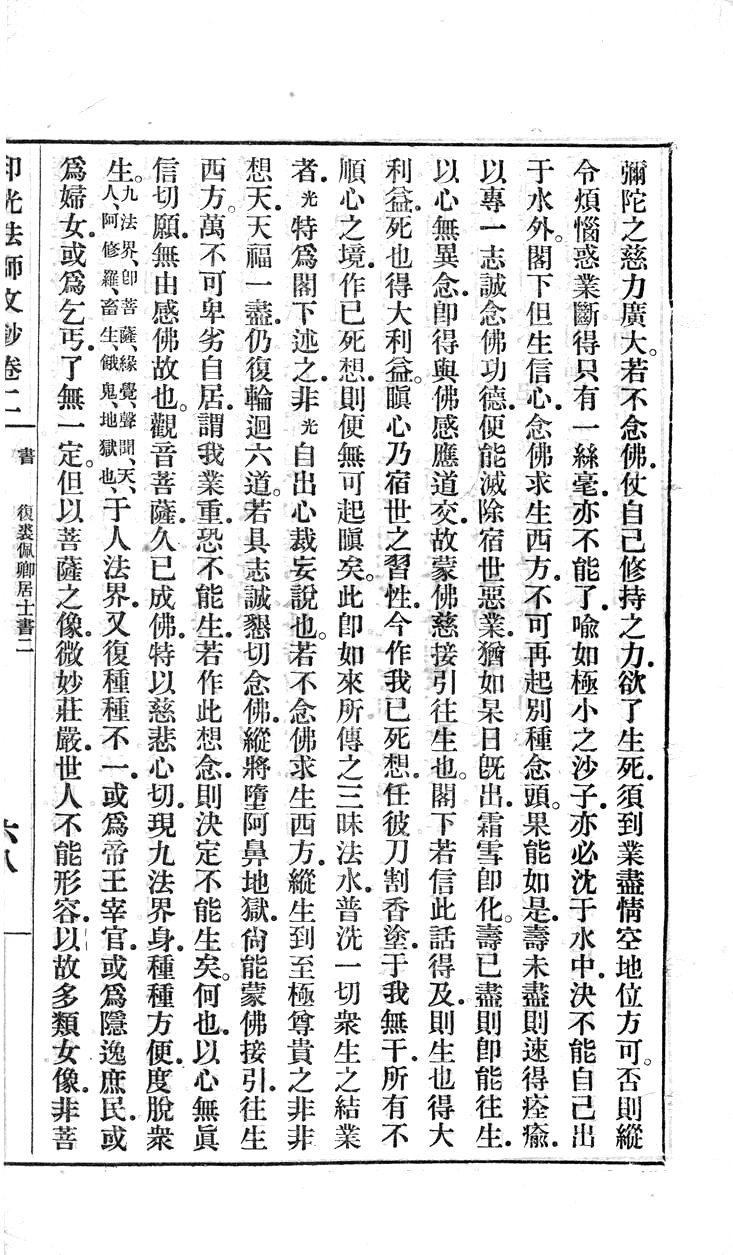 彌陀之慈力廣大。若不念佛、仗自己修持之力、欲了生死、須到業盡情空地位方可。否則縱
令煩惱惑業斷得只有一絲毫、亦不能了。喻如極小之沙子、亦必沈于水中、決不能自己出
于水外。閣下但生信心、念佛求生西方、不可再起別種念頭。果能如是、壽未盡則速得痊瘉、
以專一志誠念佛功德、便能滅除宿世惡業、猶如杲日旣出、霜雪卽化。壽已盡則卽能往生、
以心無異念、卽得與佛感應道交、故蒙佛慈接引往生也。閣下若信此話得及、則生也得大
利益、死也得大利益。瞋心乃宿世之習性、今作我已死想、任彼刀割香塗、于我無干、所有不
順心之境、作已死想、則便無可起瞋矣。此卽如來所傳之三昧法水、普洗一切衆生之結業
者、光特爲閣下述之、非光自出心裁妄說也。若不念佛求生西方、縱生到至極尊貴之非非
想天、天福一盡、仍復輪迴六道。若具志誠懇切念佛、縱將墮阿鼻地獄、尙能蒙佛接引、往生
西方。萬不可卑劣自居、謂我業重、恐不能生、若作此想念、則決定不能生矣。何也、以心無眞
信切願、無由感佛故也。觀音菩薩、久已成佛、特以慈悲心切、現九法界身、種種方便、度脫衆
生。九法界、卽菩薩、緣覺、聲聞、天、人、阿修羅、畜生、餓鬼、地獄也、于人法界、又復種種不一、或爲帝王宰官、或爲隱逸庶民、或
爲婦女、或爲乞丐、了無一定。但以菩薩之像、微妙莊嚴、世人不能形容、以故多類女像、非菩
印光法師文鈔卷二 書 復裘佩卿居士書二 六八